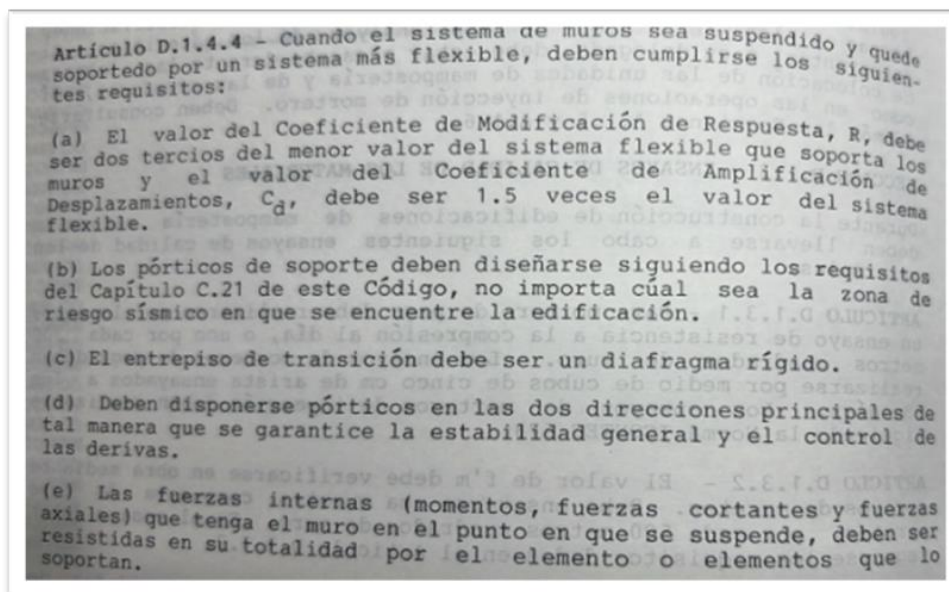 Artículo D.1.4.4 - Cuando el sistema de muros sea suspendido y quede
soportedo por un sistema más flexible, deben cumplirse los siguien-
tes requisitos:
(a) El valor del Coeficiente de Modificación de Respuesta, R, debe
ser dos tercios del menor valor del sistema flexible que soporta los
muros y el valor del Coeficiente de Amplificación de
Desplazamientos, Cd, debe ser 1.5 veces el valor del sistema
flexible.
(b) Los pórticos de soporte deben diseñarse siguiendo los requisitos
del Capítulo C.21 de este Código, no importa cúal sea la zona de
riesgo sísmico en que se encuentre la edificación.
(c) El entrepiso de transición debe ser un diafragma rígido.
(d) Deben disponerse pórticos en las dos direcciones principales de
tal manera que se garantice la estabilidad general y él control de
las derivas.
(e) Las fuerzas internas (momentos, fuerzas cortantes y fuerzas
axiales) que tenga el muro en el punto en que se suspende, deben ser
resistidas en su totalidad por el elemento o elementos que lo
soportan.